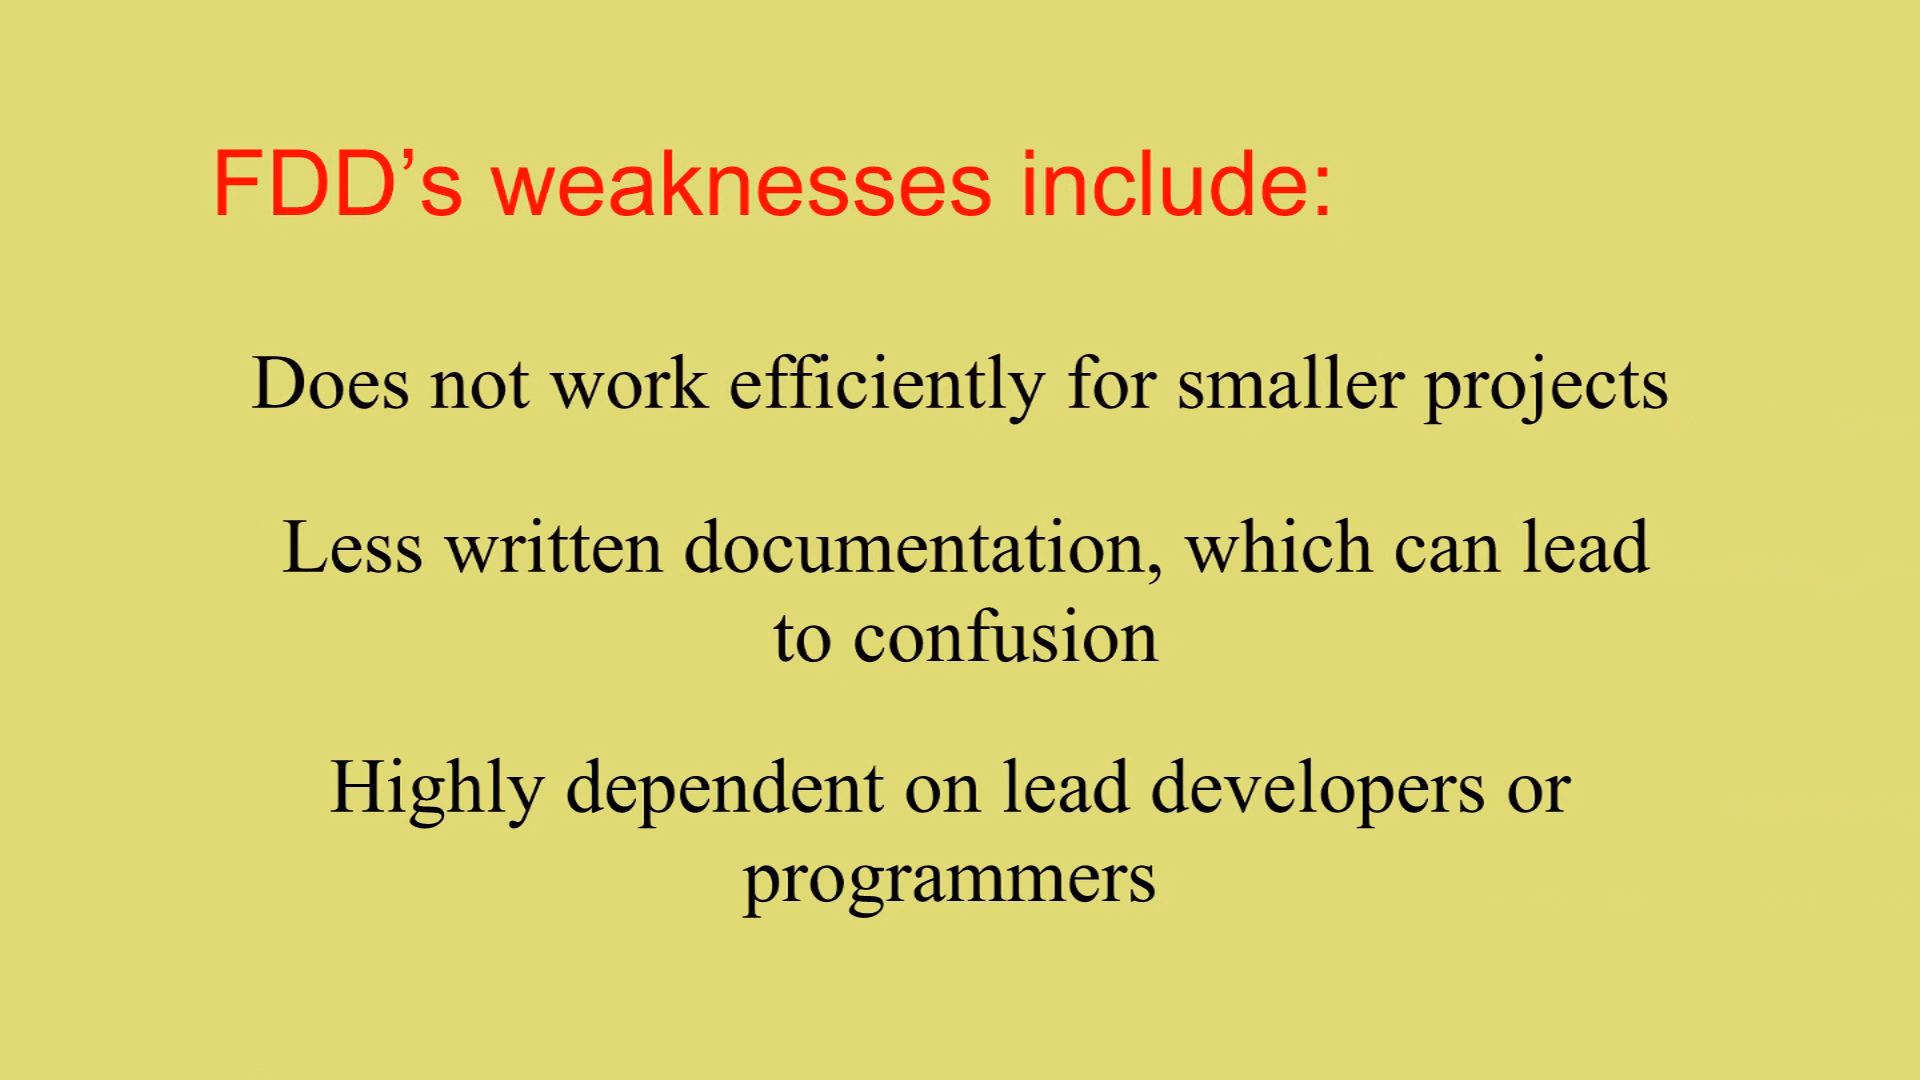 FDD’s weaknesses include:
Does not work efficiently for smaller projects
Less written documentation, which can lead
to confusion
Highly dependent on lead developers or
programmers